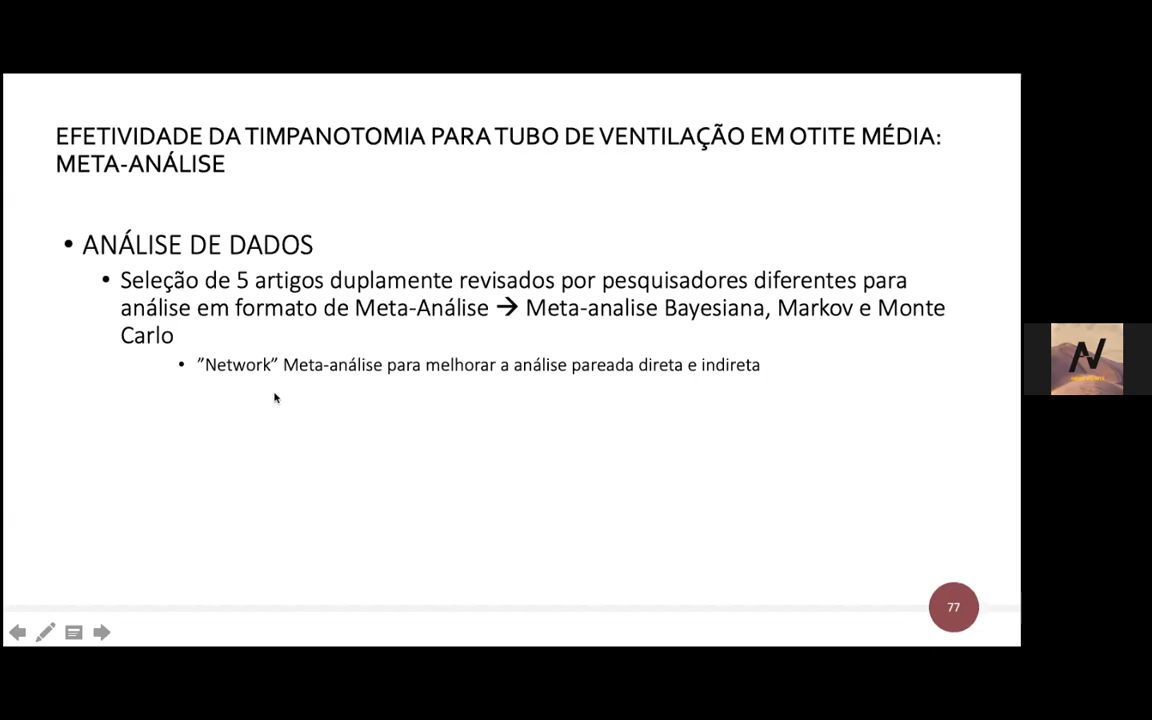 EFETIVIDADE DA TIMPANOTOMIA PARA TUBO DE VENTILAÇÃO EM OTITE MÉDIA:
META-ANÁLISE
• ANÁLISE DE DADOS
• Seleção de 5 artigos duplamente revisados por pesquisadores diferentes para
análise em formato de Meta-Análise → Meta-analise Bayesiana, Markov e Monte
Carlo
• ”Network” Meta-análise para melhorar a análise pareada direta e indireta
77